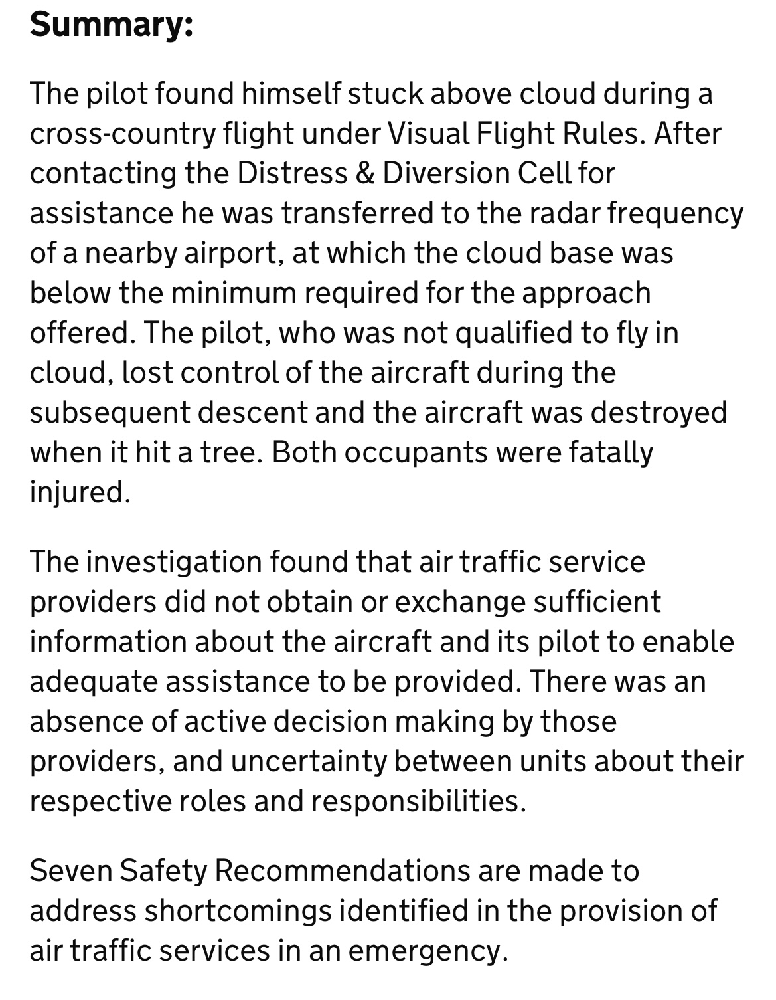 Summary:
The pilot found himself stuck above cloud during a
cross-country flight under Visual Flight Rules. After
contacting the Distress & Diversion Cell for
assistance he was transferred to the radar frequency
of a nearby airport, at which the cloud base was
below the minimum required for the approach
offered. The pilot, who was not qualified to fly in
cloud, lost control of the aircraft during the
subsequent descent and the aircraft was destroyed
when it hit a tree. Both occupants were fatally
injured.
The investigation found that air traffic service
providers did not obtain or exchange sufficient
information about the aircraft and its pilot to enable
adequate assistance to be provided. There was an
absence of active decision making by those
providers, and uncertainty between units about their
respective roles and responsibilities.
Seven Safety Recommendations are made to
address shortcomings identified in the provision of
air traffic services in an emergency.